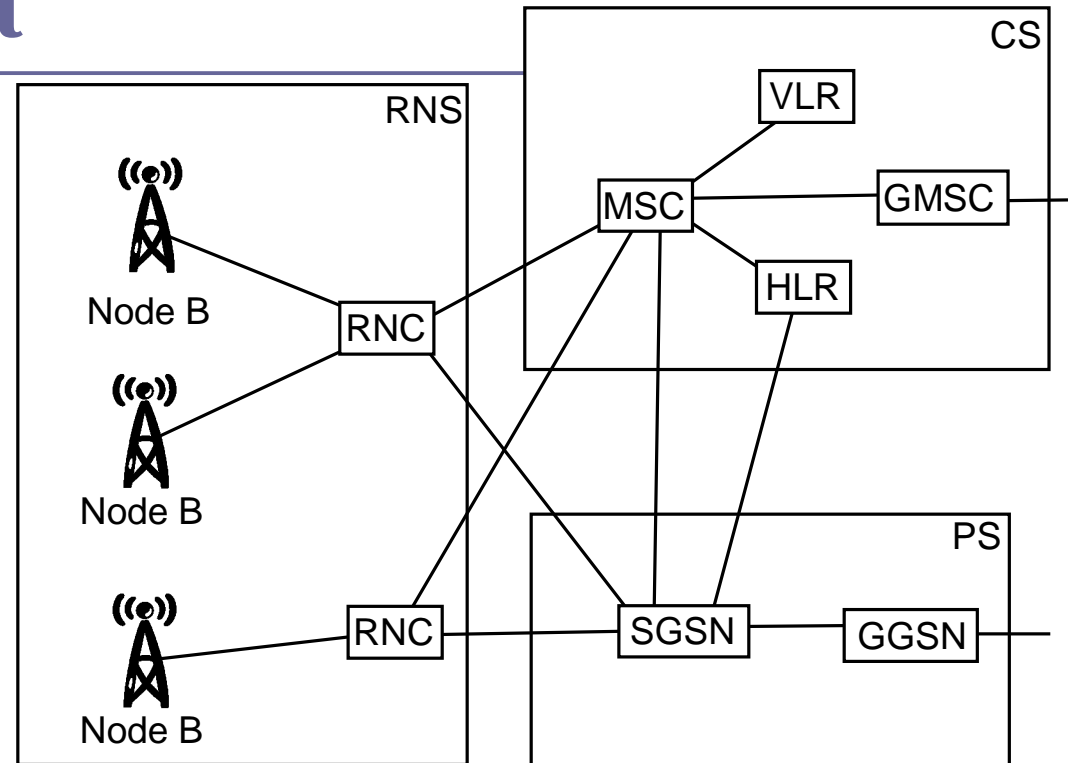 CS
RNS
VLR
MSC
GMSC
HLR
Node B
RNC
Node B
PS
RNC
SGSN
GGSN
Node B